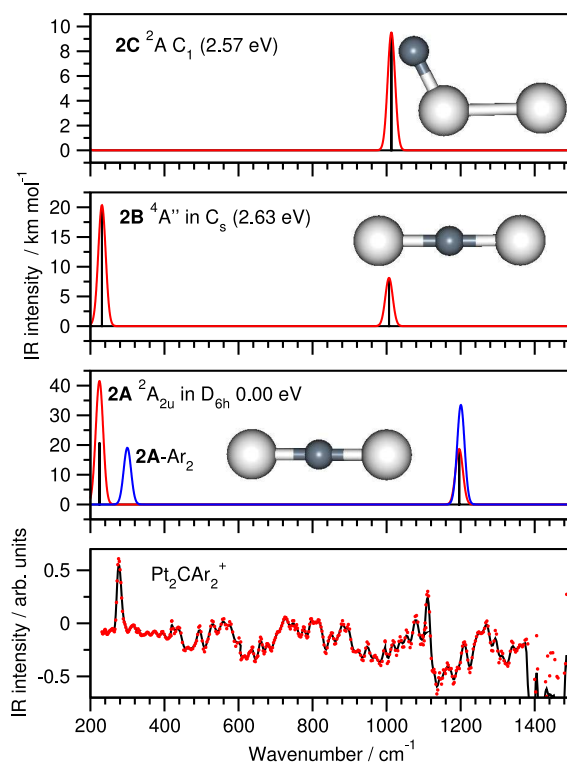 2C ²A C₁ (2.57 eV)
10
8
6
4
2
0
2B ⁴A’’ in Cₛ (2.63 eV)
20
15
10
5
0
IR intensity / km mol⁻¹
2A ²A₂ᵤ in D₆ₕ 0.00 eV
2A-Ar₂
40
30
20
10
0
Pt₂CAr₂⁺
0.5
0
-0.5
IR intensity / arb. units
200 400 600 800 1000 1200 1400
Wavenumber / cm⁻¹